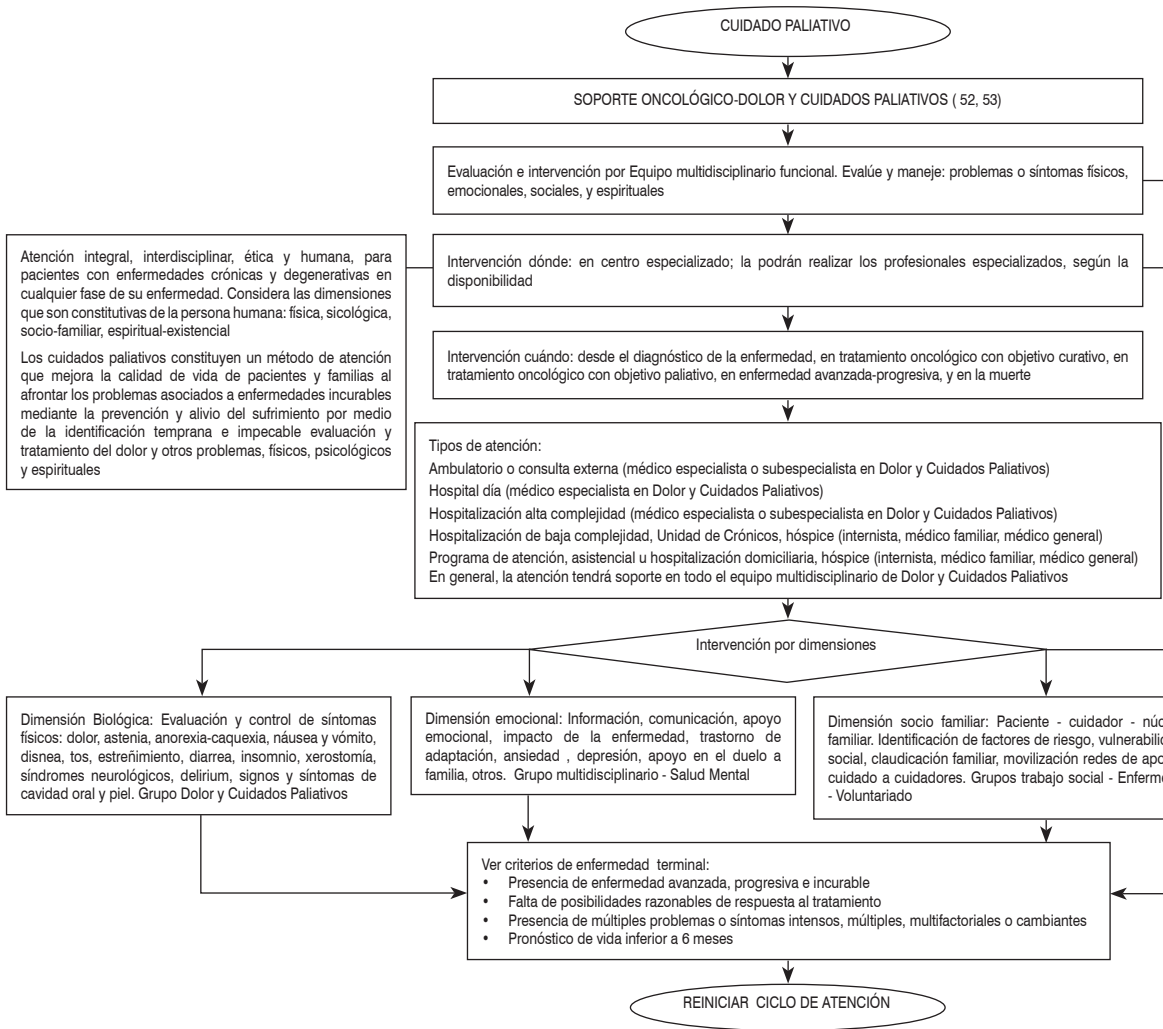 CUIDADO PALIATIVO
SOPORTE ONCOLÓGICO-DOLOR Y CUIDADOS PALIATIVOS ( 52, 53)
Evaluación e intervención por Equipo multidisciplinario funcional. Evalúe y maneje: problemas o síntomas físicos,
emocionales, sociales, y espirituales
Atención integral, interdisciplinar, ética y humana, para
pacientes con enfermedades crónicas y degenerativas en
cualquier fase de su enfermedad. Considera las dimensiones
que son constitutivas de la persona humana: física, sicológica,
socio-familiar, espiritual-existencial
Los cuidados paliativos constituyen un método de atención
que mejora la calidad de vida de pacientes y familias al
afrontar los problemas asociados a enfermedades incurables
mediante la prevención y alivio del sufrimiento por medio
de la identificación temprana e impecable evaluación y
tratamiento del dolor y otros problemas, físicos, psicológicos
y espirituales
Intervención dónde: en centro especializado; la podrán realizar los profesionales especializados, según la
disponibilidad
Intervención cuándo: desde el diagnóstico de la enfermedad, en tratamiento oncológico con objetivo curativo, en
tratamiento oncológico con objetivo paliativo, en enfermedad avanzada-progresiva, y en la muerte
Tipos de atención:
Ambulatorio o consulta externa (médico especialista o subespecialista en Dolor y Cuidados Paliativos)
Hospital día (médico especialista en Dolor y Cuidados Paliativos)
Hospitalización alta complejidad (médico especialista o subespecialista en Dolor y Cuidados Paliativos)
Hospitalización de baja complejidad, Unidad de Crónicos, hóspice (internista, médico familiar, médico general)
Programa de atención, asistencial u hospitalización domiciliaria, hóspice (internista, médico familiar, médico general)
En general, la atención tendrá soporte en todo el equipo multidisciplinario de Dolor y Cuidados Paliativos
Intervención por dimensiones
Dimensión Biológica: Evaluación y control de síntomas
físicos: dolor, astenia, anorexia-caquexia, náusea y vómito,
disnea, tos, estreñimiento, diarrea, insomnio, xerostomía,
síndromes neurológicos, delirium, signos y síntomas de
cavidad oral y piel. Grupo Dolor y Cuidados Paliativos
Dimensión emocional: Información, comunicación, apoyo
emocional, impacto de la enfermedad, trastorno de
adaptación, ansiedad , depresión, apoyo en el duelo a
familia, otros. Grupo multidisciplinario - Salud Mental
Dimensión socio familiar: Paciente - cuidador -
familiar. Identificación de factores de riesgo,
social, claudicación familiar, movilización redes de
cuidado a cuidadores. Grupos trabajo social -
- Voluntariado
Ver criterios de enfermedad terminal:
• Presencia de enfermedad avanzada, progresiva e incurable
• Falta de posibilidades razonables de respuesta al tratamiento
• Presencia de múltiples problemas o síntomas intensos, múltiples, multifactoriales o cambiantes
• Pronóstico de vida inferior a 6 meses
REINICIAR CICLO DE ATENCIÓN